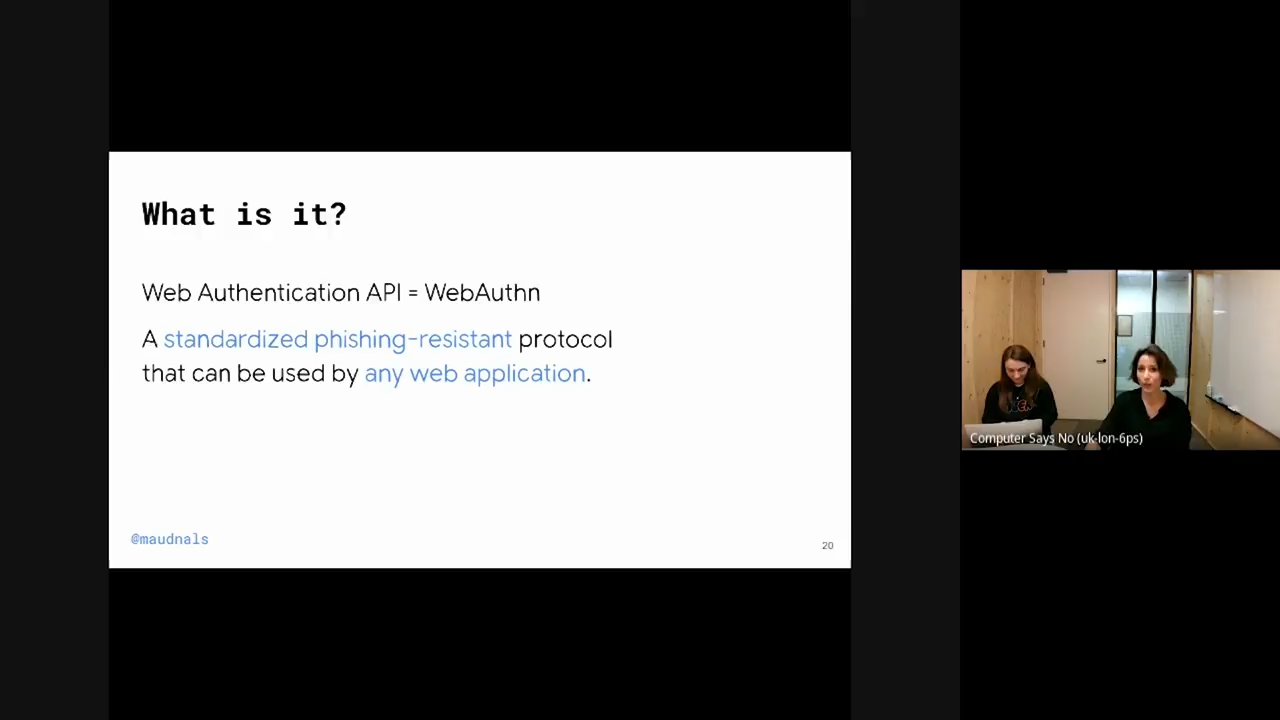 What is it?
Web Authentication API = WebAuthn
A standardized phishing-resistant protocol
that can be used by any web application.
@maudnals
20
Computer Says No (uk-lon-6ps)